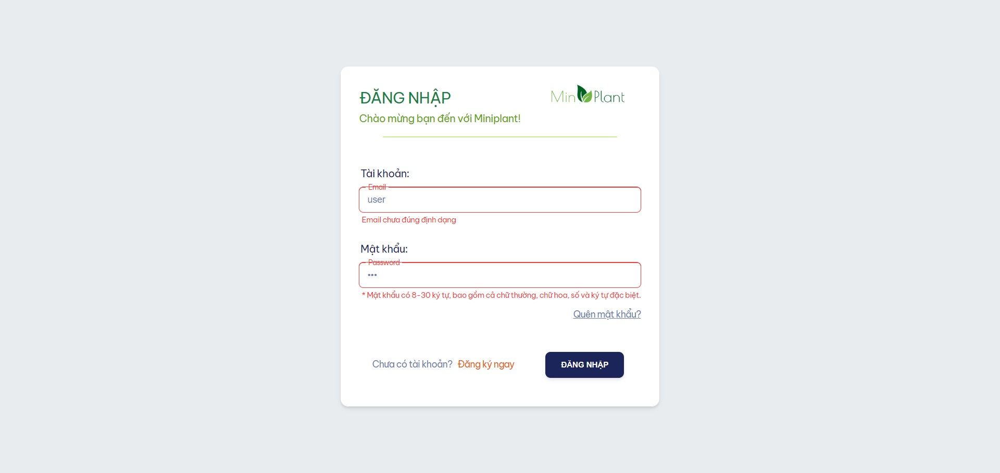 ĐĂNG NHẬP
Min Plant
Chào mừng bạn đến với Miniplant!
Tài khoản:
Email
user
Email chưa đúng định dạng
Mật khẩu:
Password
•••
* Mật khẩu có 8-30 ký tự, bao gồm cả chữ thường, chữ hoa, số và ký tự đặc biệt.
Quên mật khẩu?
Chưa có tài khoản? Đăng ký ngay
ĐĂNG NHẬP